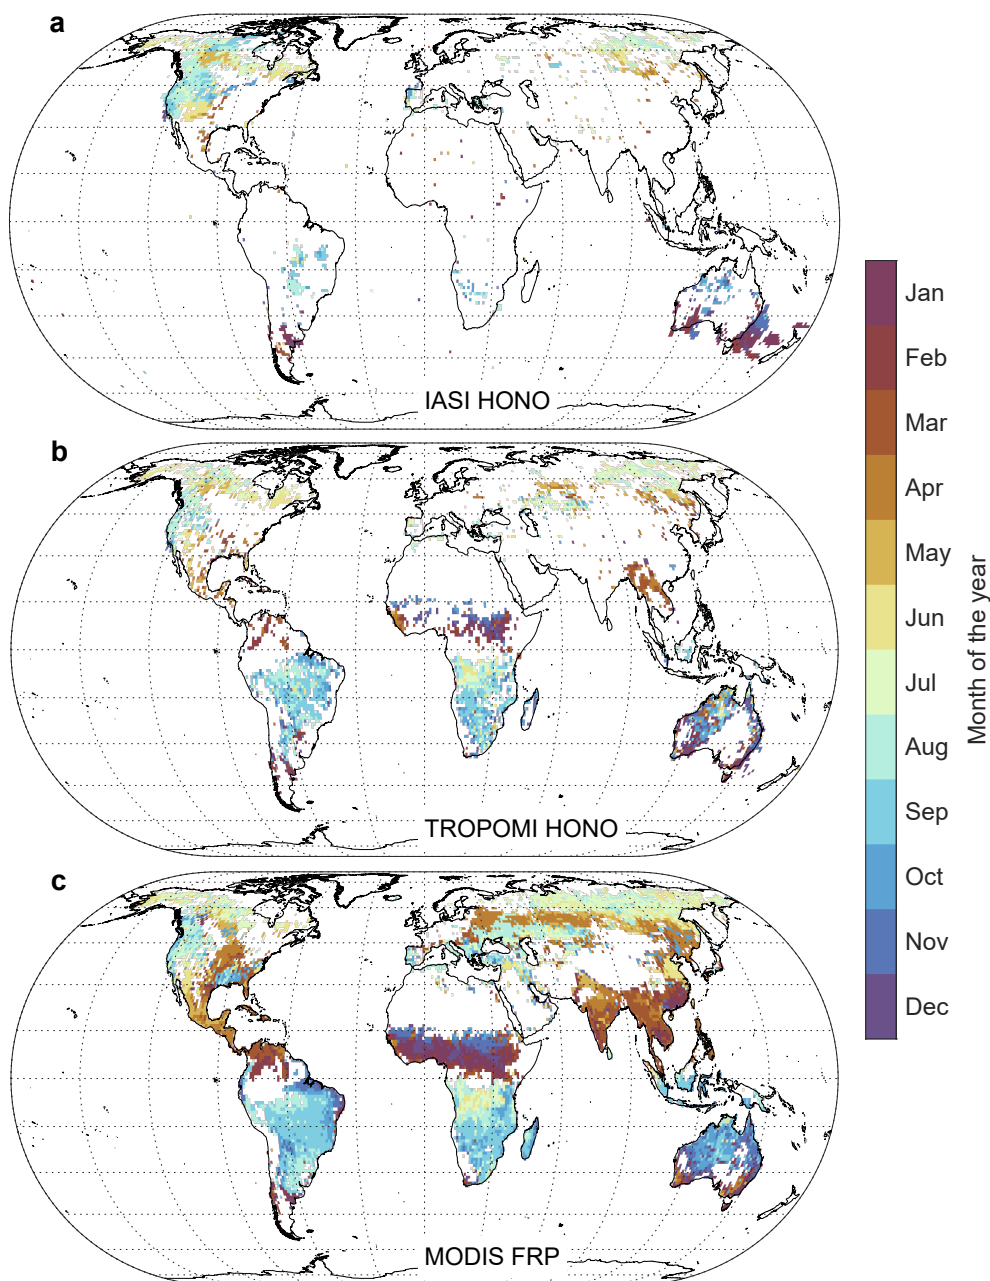 a
IASI HONO
b
TROPOMI HONO
c
MODIS FRP
Jan
Feb
Mar
Apr
May
Jun
Jul
Aug
Sep
Oct
Nov
Dec
Month of the year